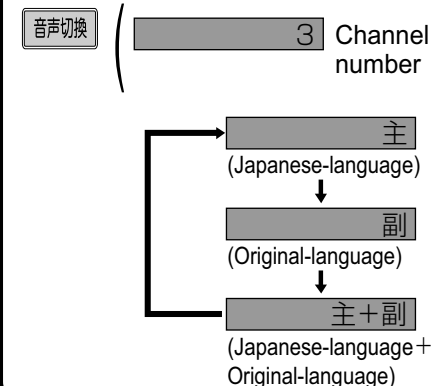 音声切換
3 Channel
number
主
(Japanese-language)
副
(Original-language)
主＋副
(Japanese-language＋
Original-language)